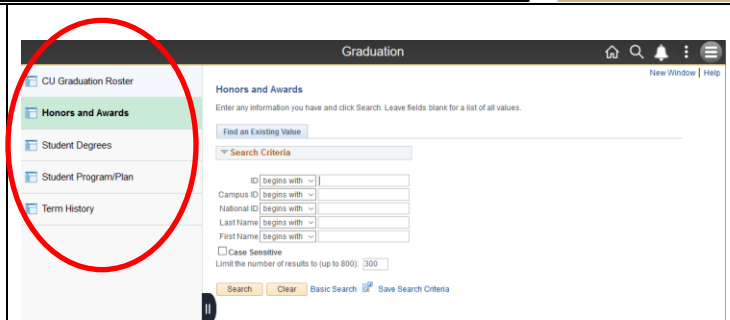 Graduation
New Window | Help
CU Graduation Roster
Honors and Awards
Student Degrees
Student Program/Plan
Term History
Honors and Awards
Enter any information you have and click Search. Leave fields blank for a list of all values.
Find an Existing Value
Search Criteria
ID begins with
Campus ID begins with
National ID begins with
Last Name begins with
First Name begins with
Case Sensitive
Limit the number of results to (up to 800): 300
Search Clear Basic Search Save Search Criteria